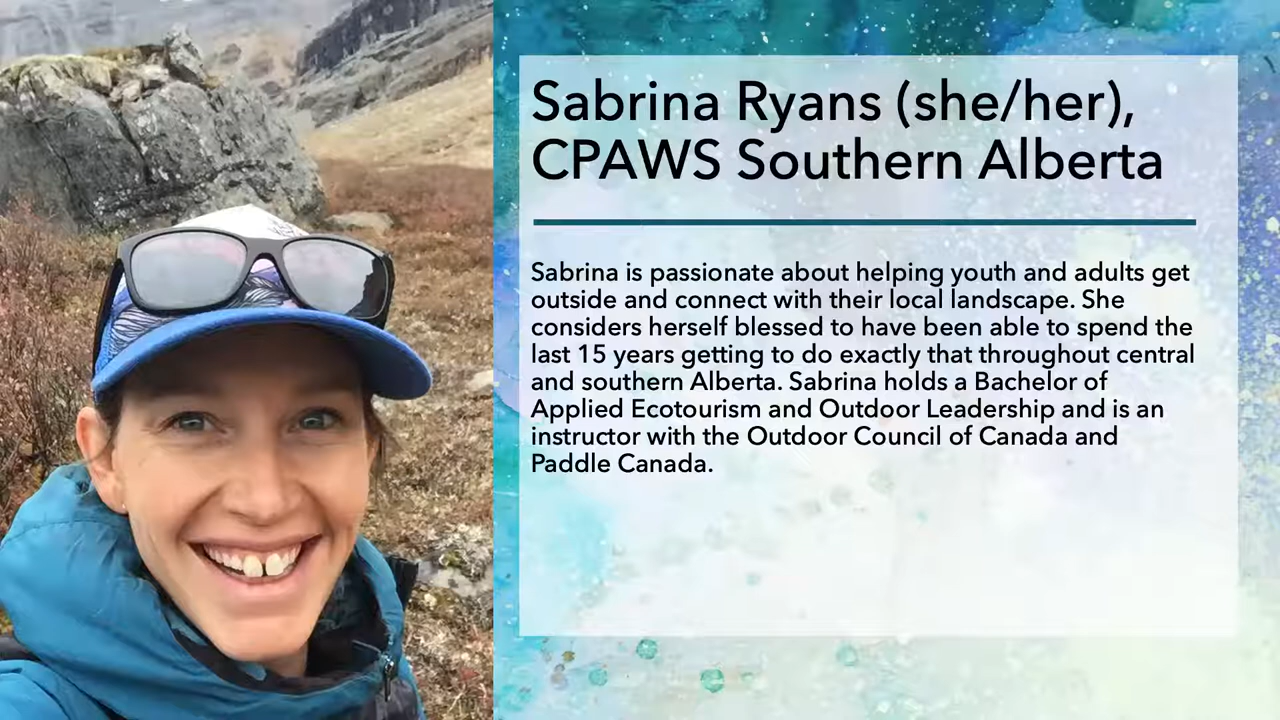 Sabrina Ryans (she/her),
CPAWS Southern Alberta
Sabrina is passionate about helping youth and adults get
outside and connect with their local landscape. She
considers herself blessed to have been able to spend the
last 15 years getting to do exactly that throughout central
and southern Alberta. Sabrina holds a Bachelor of
Applied Ecotourism and Outdoor Leadership and is an
instructor with the Outdoor Council of Canada and
Paddle Canada.